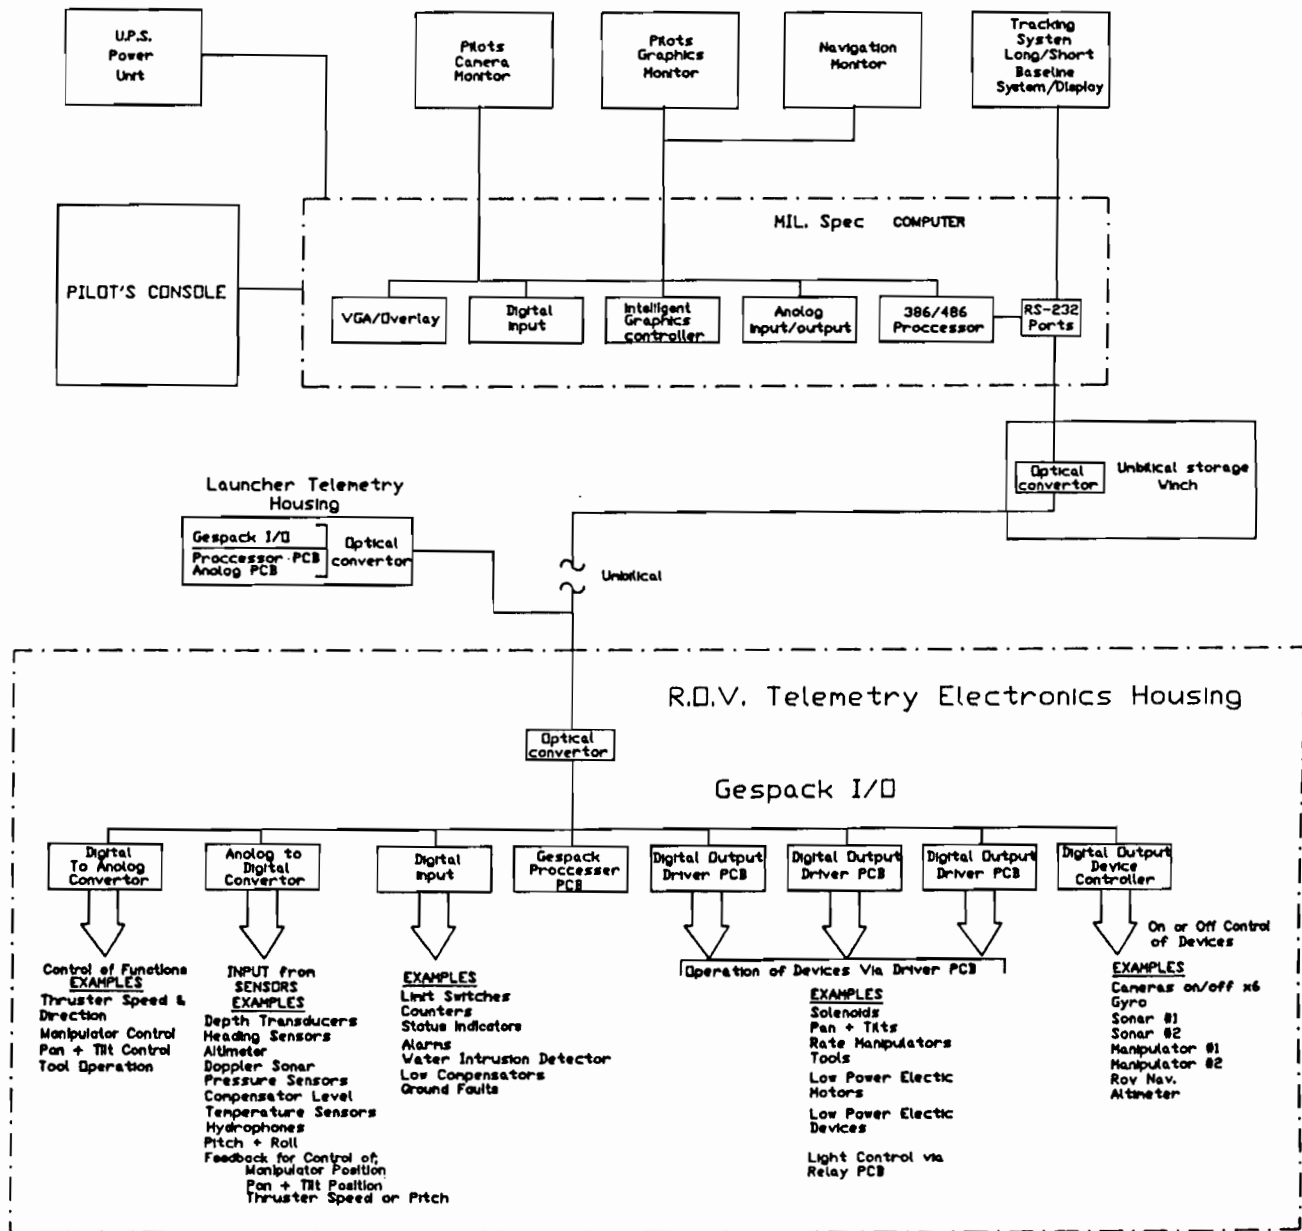 U.P.S.
Power
Unit
Pilots
Camera
Monitor
Pilots
Graphics
Monitor
Navigation
Monitor
Tracking
System
Long/Short
Baseline
System/Display
PILOT'S CONSOLE
MIL. Spec COMPUTER
VGA/Overlay
Digital
Input
Intelligent
Graphics
controller
Anolog
Input/output
386/486
Proccessor
RS-232
Ports
Optical
convertor
Umbilical storage
Winch
Launcher Telemetry
Housing
Gespack I/O
Proccessor PCB
Anolog PCB
Optical
convertor
Umbilical
R.O.V. Telemetry Electronics Housing
Optical
convertor
Gespack I/O
Digital
To Anolog
Convertor
Anolog to
Digital
Convertor
Digital
Input
Gespack
Proccesser
PCB
Digital Output
Driver PCB
Digital Output
Driver PCB
Digital Output
Driver PCB
Digital Output
Device
Controller
Control of Functions
EXAMPLES
Thruster Speed &
Direction
Manipulator Control
Pan + Tilt Control
Tool Operation
INPUT from
SENSORS
EXAMPLES
Depth Transducers
Heading Sensors
Altimeter
Doppler Sonar
Pressure Sensors
Compensator Level
Temperature Sensors
Hydrophones
Pitch + Roll
Feedback for Control of;
Manipulator Position
Pan + Tilt Position
Thruster Speed or Pitch
EXAMPLES
Limit Switches
Counters
Status Indicators
Alarms
Water Intrusion Detector
Low Compensators
Ground Faults
Operation of Devices Via Driver PCB
EXAMPLES
Solenoids
Pan + Tilts
Rate Manipulators
Tools
Low Power Electic
Motors
Low Power Electic
Devices
Light Control via
Relay PCB
On or Off Control
of Devices
EXAMPLES
Cameras on/off x6
Gyro
Sonar #1
Sonar #2
Manipulator #1
Manipulator #2
Rov Nav.
Altimeter